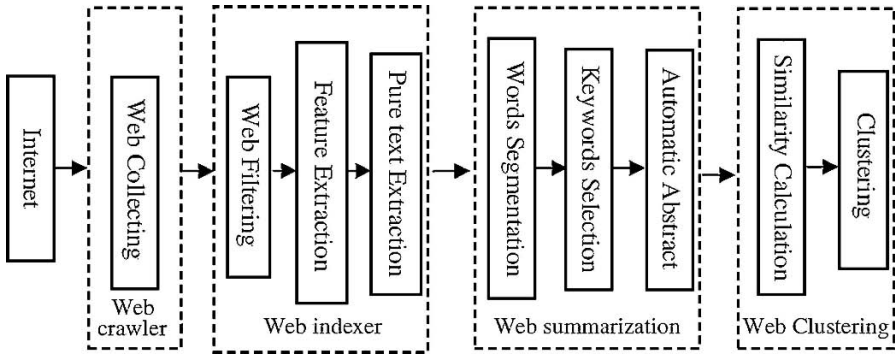 Internet
Web Collecting
Web
crawler
Web Filtering
Feature Extraction
Pure text Extraction
Web indexer
Words Segmentation
Keywords Selection
Automatic Abstract
Web summarization
Similarity Calculation
Clustering
Web Clustering